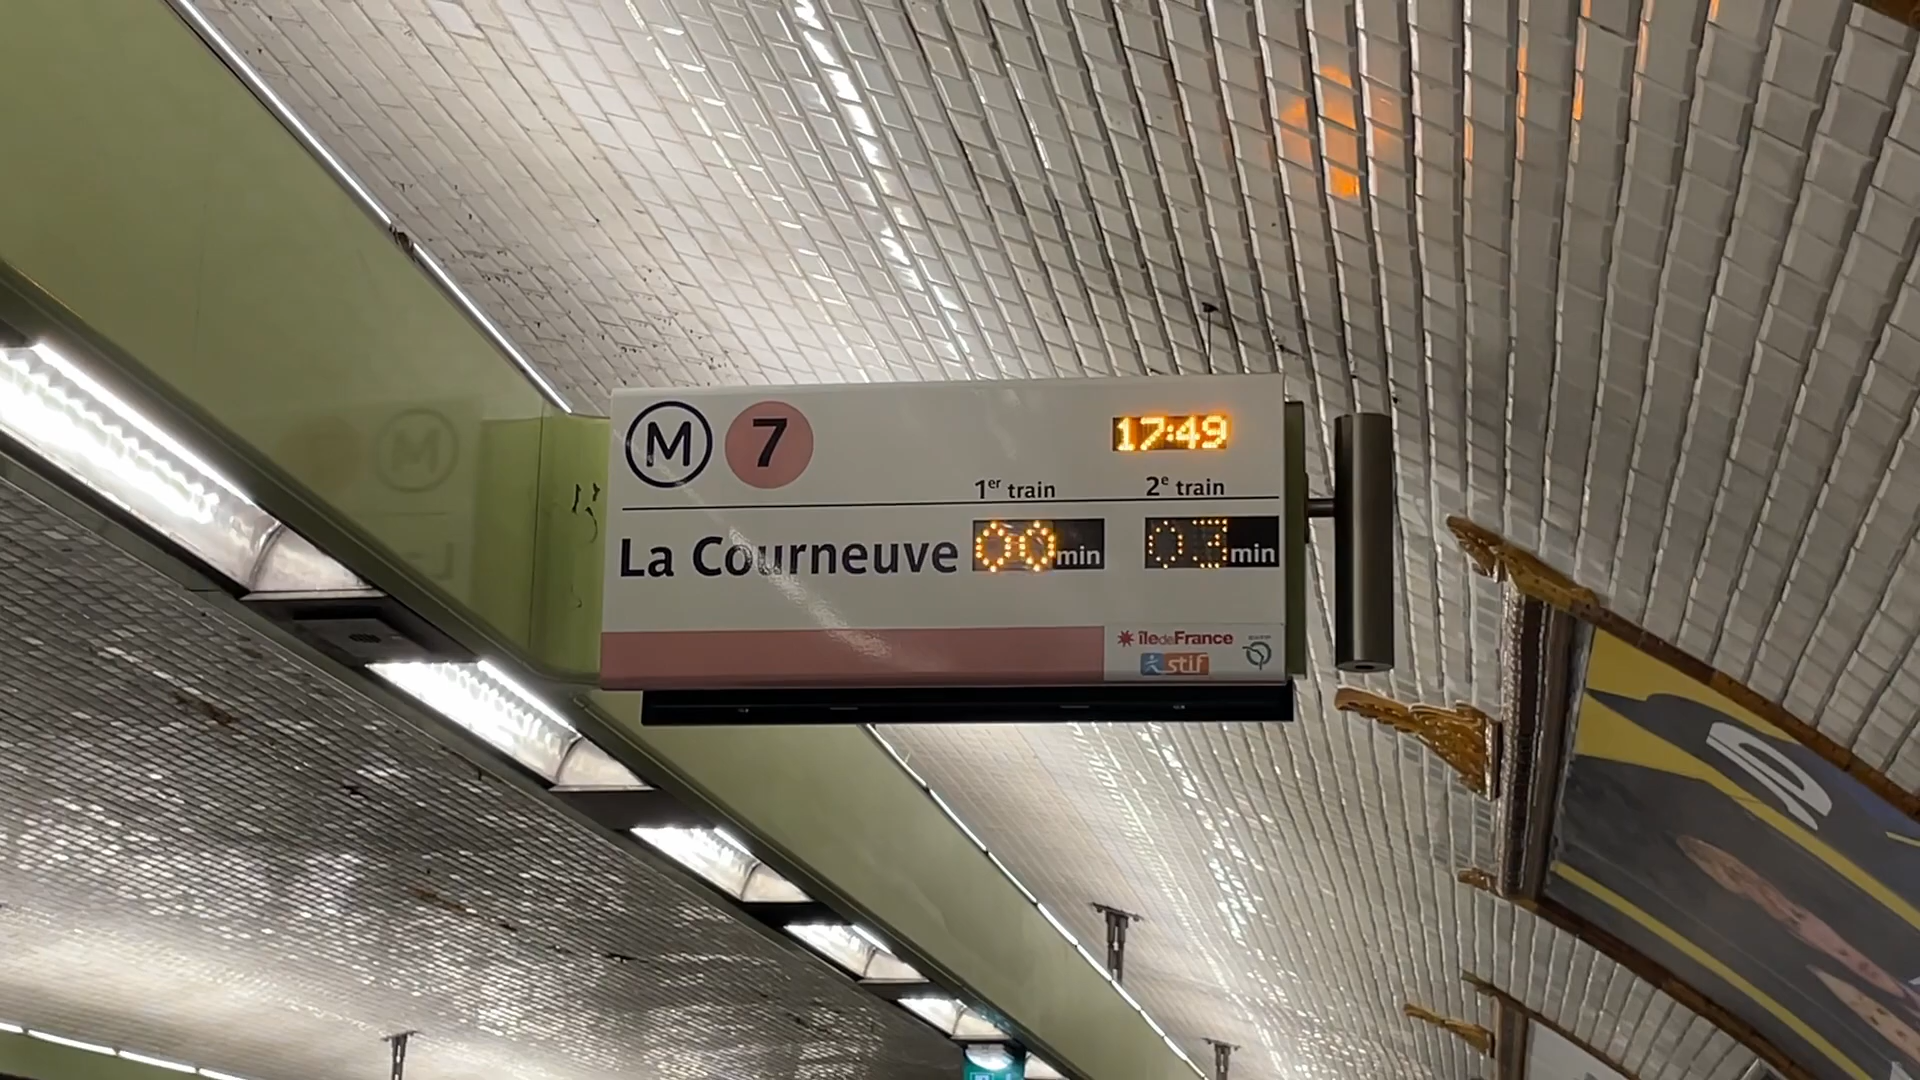 M 7 17:49
1er train 2e train
La Courneuve 00 min 03 min
îledeFrance
stif